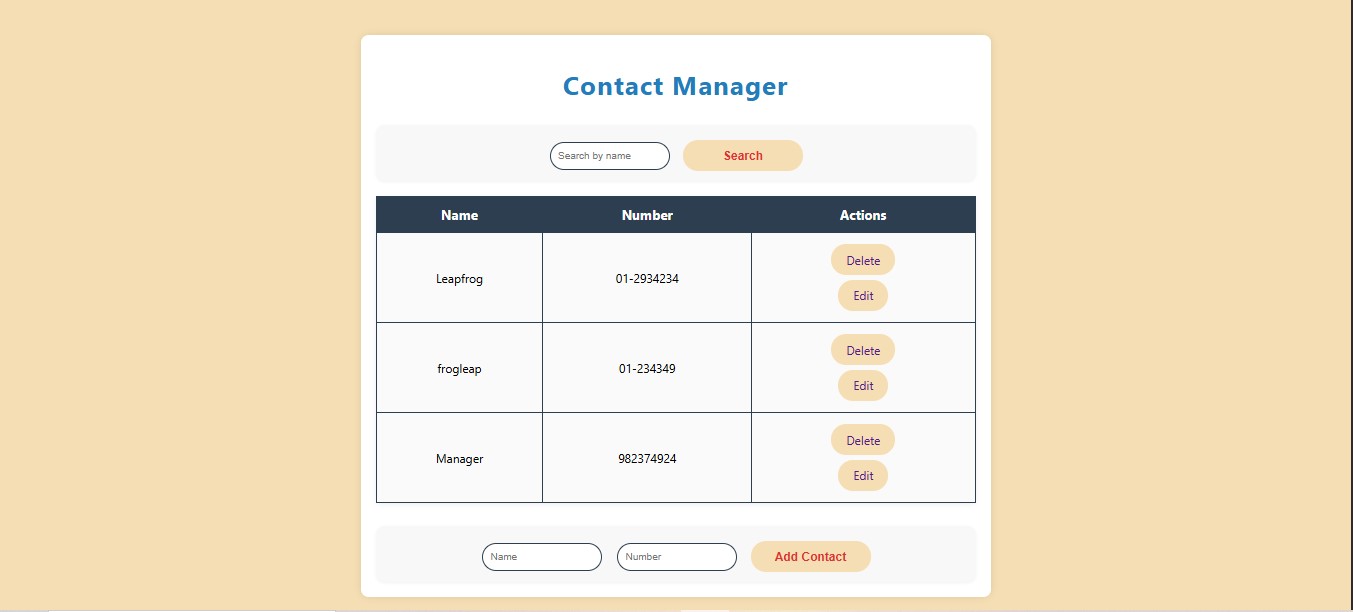 Contact Manager
Search by name Search
Name Number Actions
Leapfrog 01-2934234 Delete
Edit
frogleap 01-234349 Delete
Edit
Manager 982374924 Delete
Edit
Name Number Add Contact